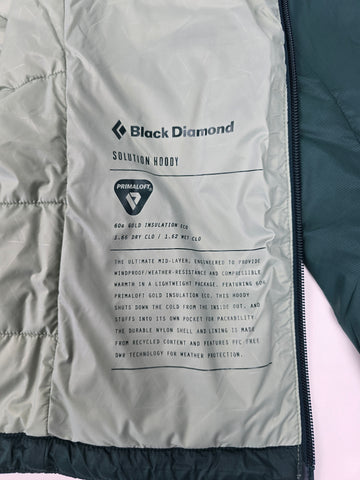 Black Diamond
SOLUTION HOODY
PRIMALOFT
60g GOLD INSULATION ECO
1.66 DRY CLO / 1.62 WET CLO
THE ULTIMATE MID-LAYER, ENGINEERED TO PROVIDE
WINDPROOF/WEATHER-RESISTANCE AND COMPRESSIBLE
WARMTH IN A LIGHTWEIGHT PACKAGE. FEATURING 60g
PRIMALOFT GOLD INSULATION ECO, THIS HOODY
SHUTS DOWN THE COLD FROM THE INSIDE OUT, AND
STUFFS INTO ITS OWN POCKET FOR PACKABILITY.
THE DURABLE NYLON SHELL AND LINING IS MADE
FROM RECYCLED CONTENT AND FEATURES PFC FREE
DWR TECHNOLOGY FOR WEATHER PROTECTION.